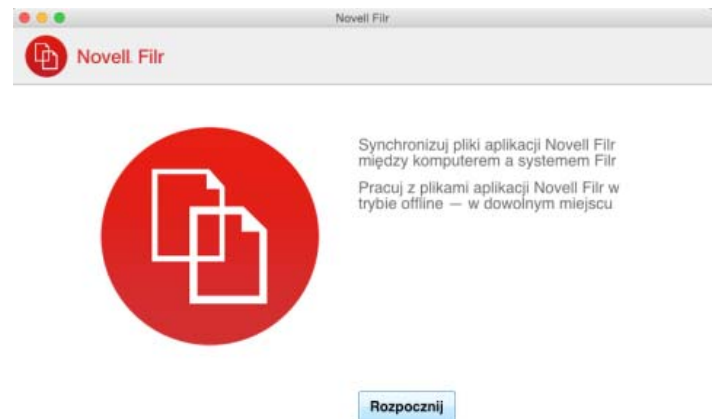 Novell Filr
Novell. Filr
Synchronizuj pliki aplikacji Novell Filr
między komputerem a systemem Filr
Pracuj z plikami aplikacji Novell Filr w
trybie offline — w dowolnym miejscu
Rozpocznij